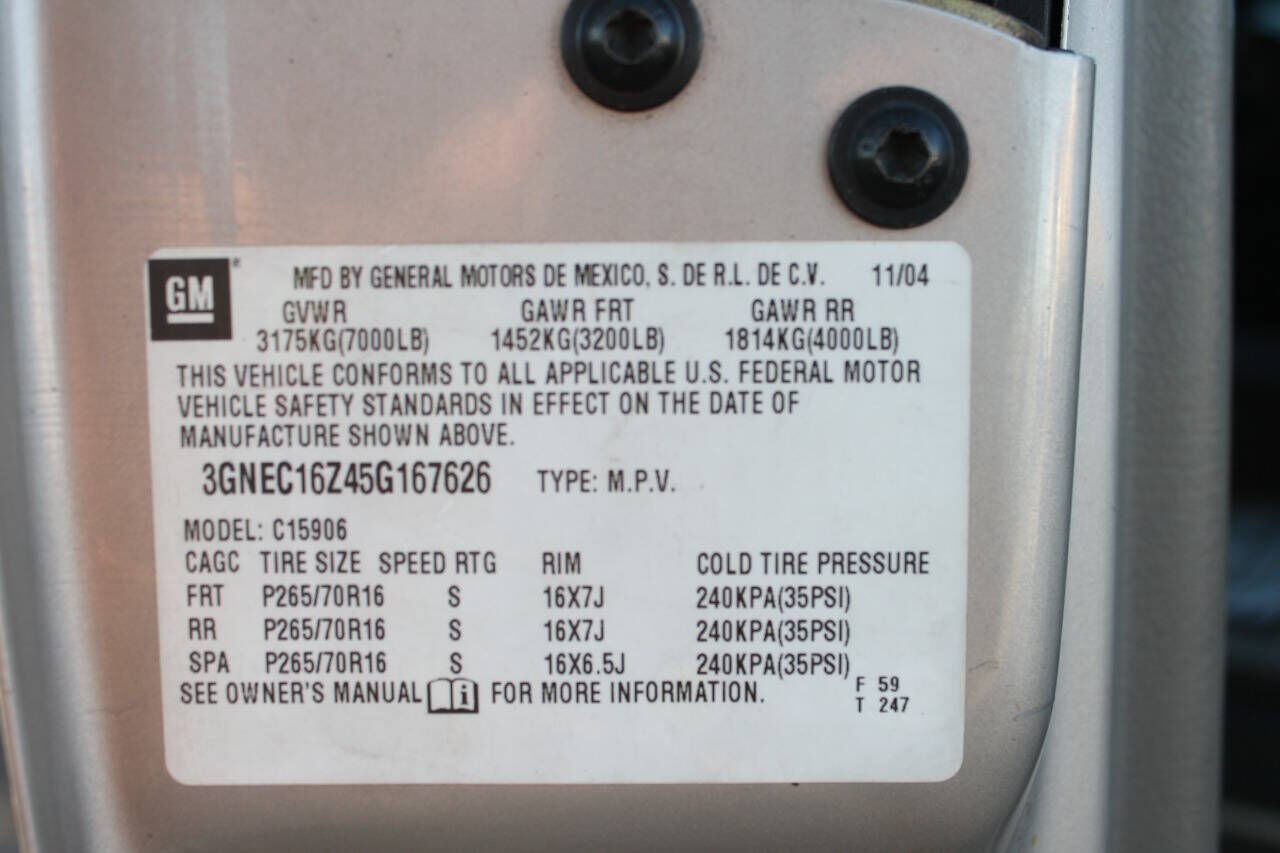 GM
MFD BY GENERAL MOTORS DE MEXICO, S. DE R.L. DE C.V. 11/04
GVWR GAWR FRT GAWR RR
3175KG(7000LB) 1452KG(3200LB) 1814KG(4000LB)
THIS VEHICLE CONFORMS TO ALL APPLICABLE U.S. FEDERAL MOTOR
VEHICLE SAFETY STANDARDS IN EFFECT ON THE DATE OF
MANUFACTURE SHOWN ABOVE.
3GNEC16Z45G167626 TYPE: M.P.V.
MODEL: C15906
CAGC TIRE SIZE SPEED RTG RIM COLD TIRE PRESSURE
FRT P265/70R16 S 16X7J 240KPA(35PSI)
RR P265/70R16 S 16X7J 240KPA(35PSI)
SPA P265/70R16 S 16X6.5J 240KPA(35PSI)
SEE OWNER'S MANUAL i FOR MORE INFORMATION. F 59
T 247